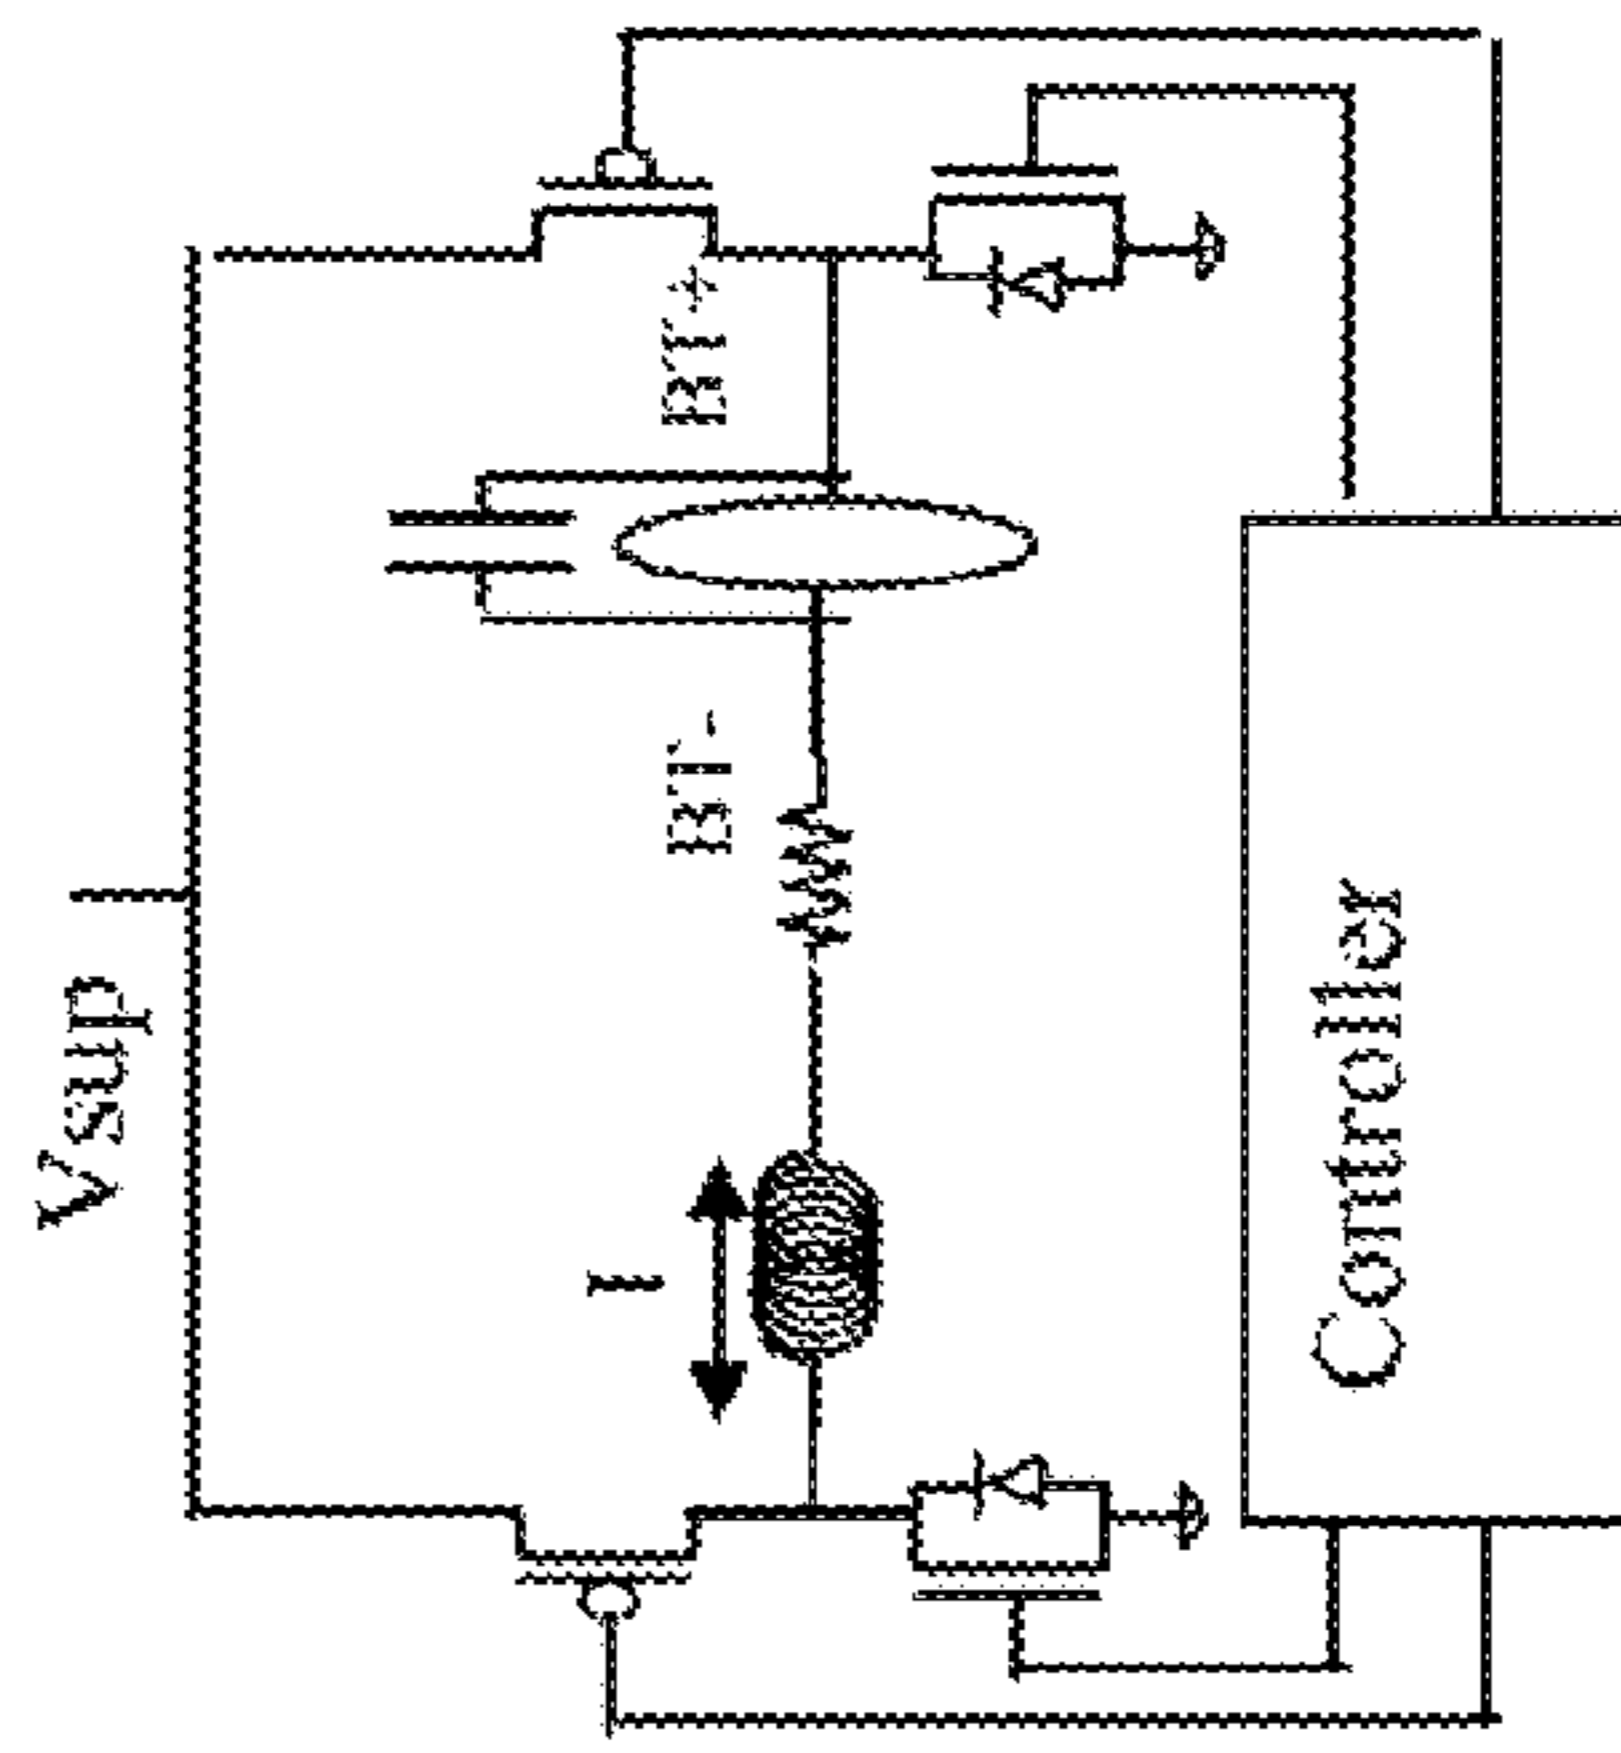 Vsup
I
BT-
BT+
Controller